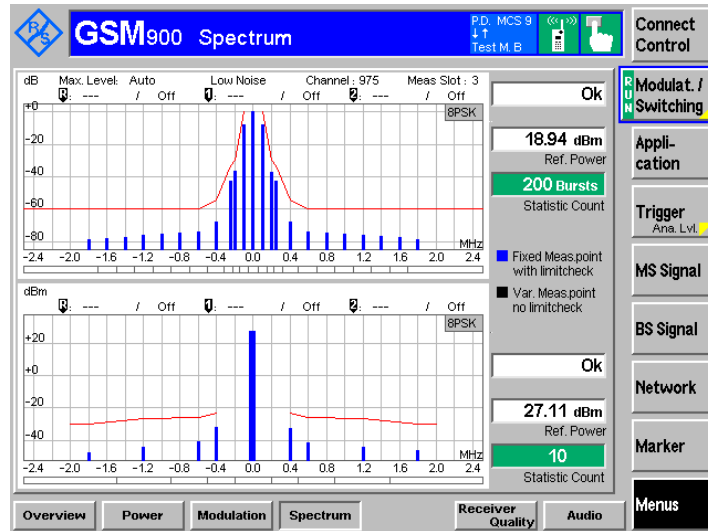 R S
GSM900 Spectrum
P.D. MCS 9
Test M. B
Connect Control
dB Max. Level: Auto Low Noise Channel : 975 Meas Slot : 3
R: --- / Off 1: --- / Off 2: --- / Off
8PSK
+0
-20
-40
-60
-80
MHz
-2.4 -2.0 -1.6 -1.2 -0.8 -0.4 0.0 0.4 0.8 1.2 1.6 2.0 2.4
Ok
18.94 dBm
Ref. Power
200 Bursts
Statistic Count
Fixed Meas.point
with limitcheck
Var. Meas.point
no limitcheck
dBm
R: --- / Off 1: --- / Off 2: --- / Off
8PSK
+20
+0
-20
-40
MHz
-2.4 -2.0 -1.6 -1.2 -0.8 -0.4 0.0 0.4 0.8 1.2 1.6 2.0 2.4
Ok
27.11 dBm
Ref. Power
10
Statistic Count
RUN
Modulat. /
Switching
Appli-
cation
Trigger
Ana. Lvl.
MS Signal
BS Signal
Network
Marker
Menus
Overview Power Modulation Spectrum Receiver Quality Audio